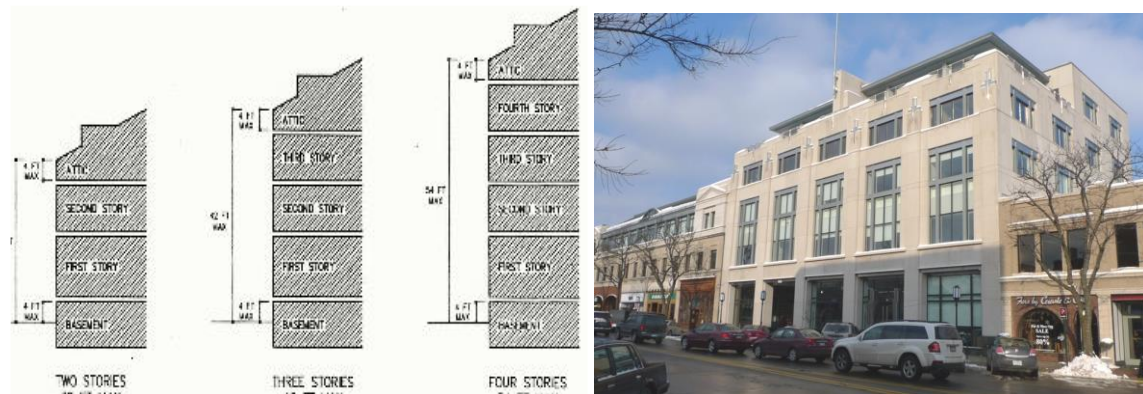 4 FT
MAX
ATTIC
SECOND STORY
FIRST STORY
4 FT
MAX
BASEMENT
TWO STORIES
4 FT
MAX
ATTIC
THIRD STORY
42 FT
MAX
SECOND STORY
FIRST STORY
4 FT
MAX
BASEMENT
THREE STORIES
4 FT
MAX
ATTIC
FOURTH STORY
THIRD STORY
54 FT
MAX
SECOND STORY
FIRST STORY
4 FT
MAX
BASEMENT
FOUR STORIES
SALE